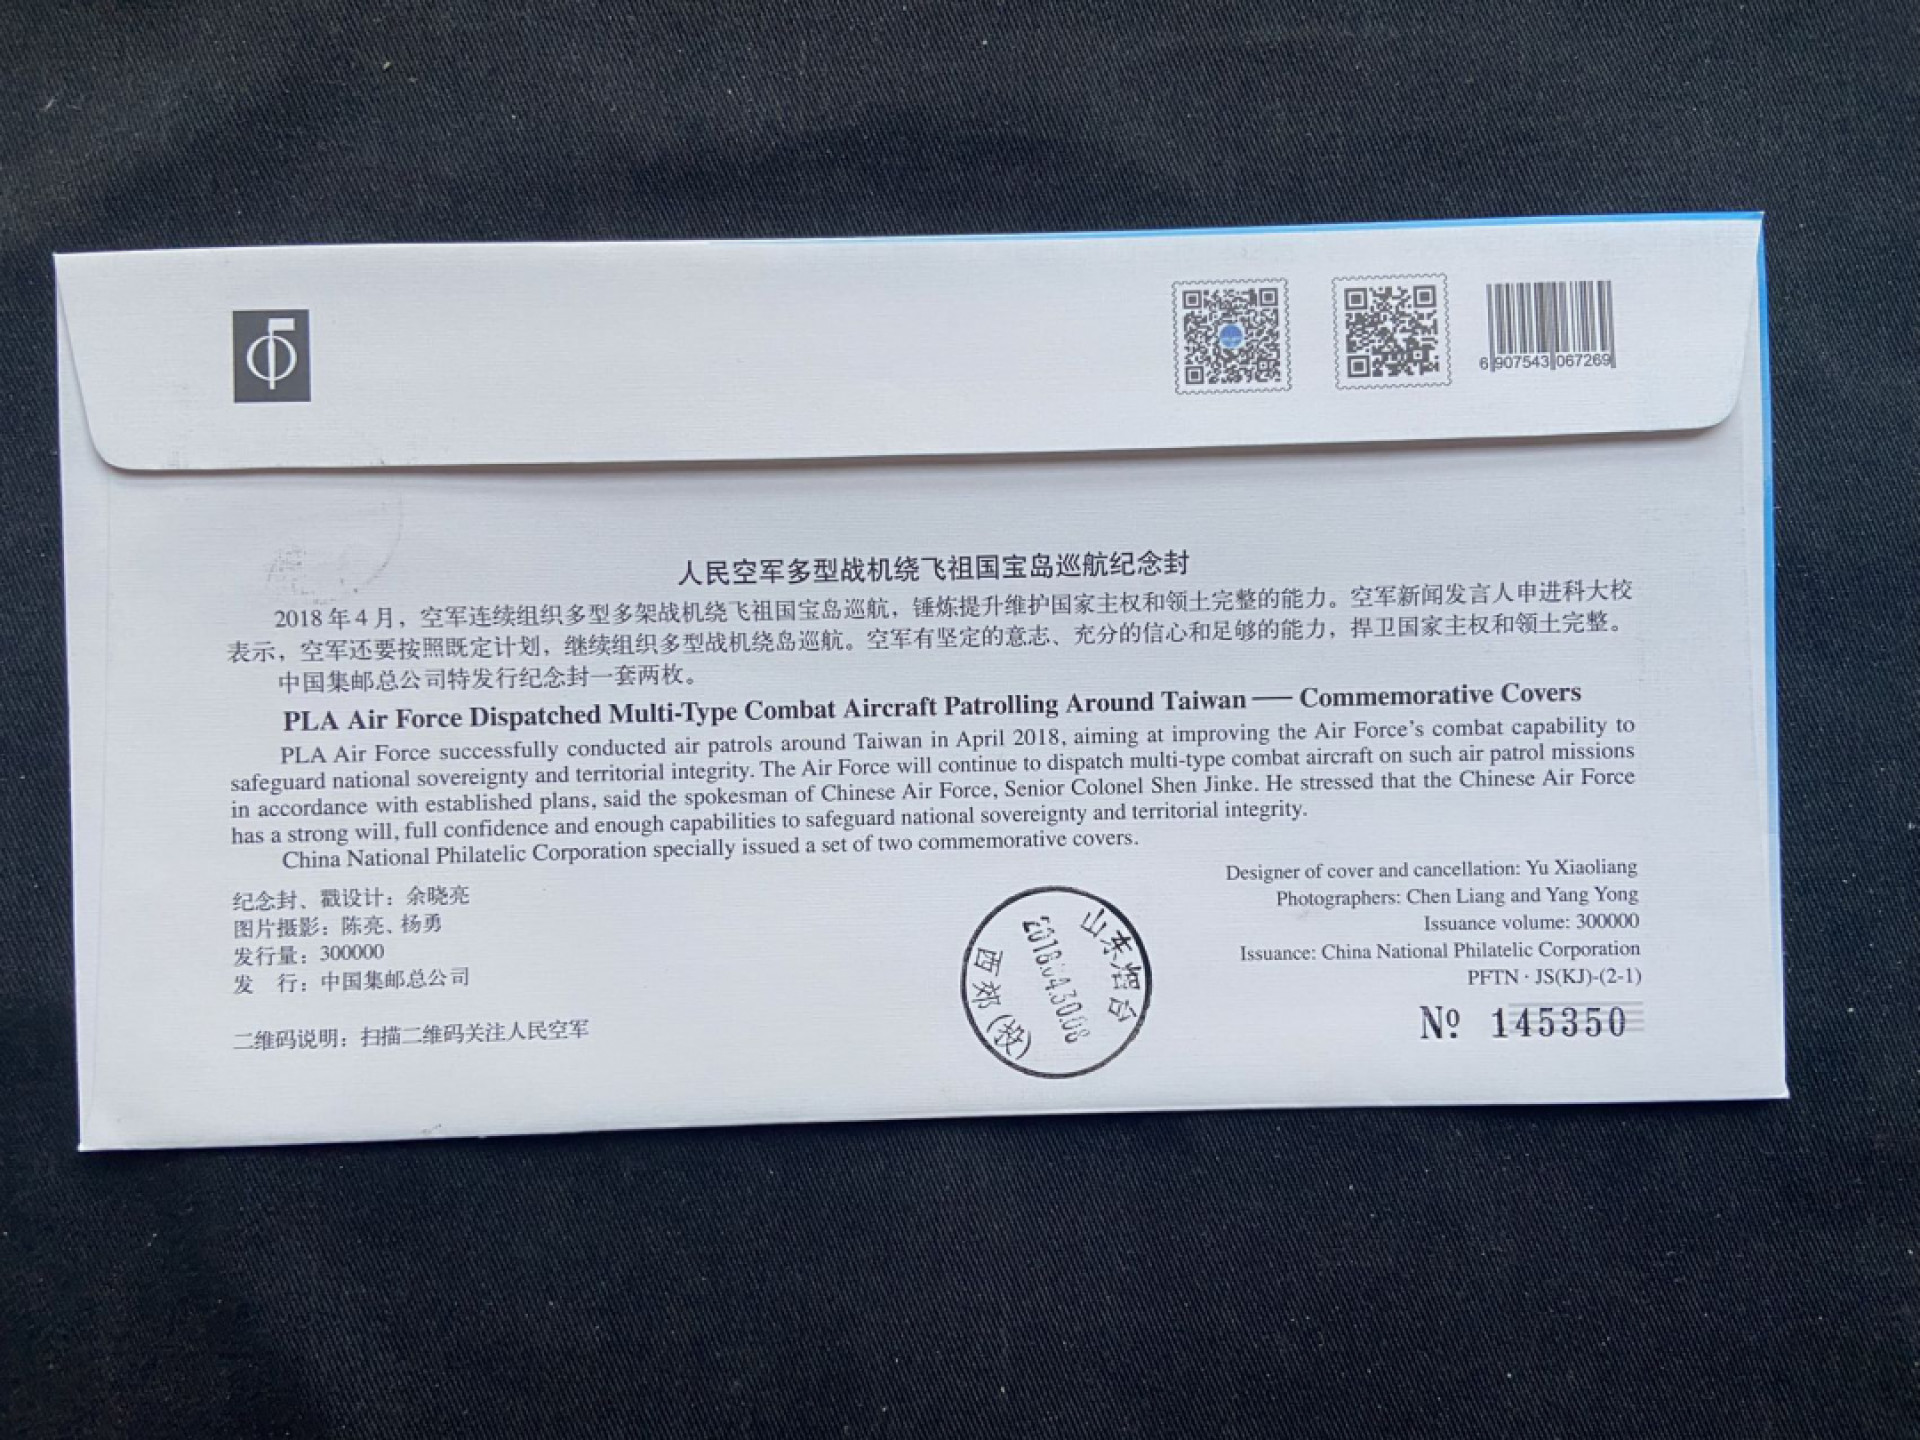 6 907543 067269
人民空军多型战机绕飞祖国宝岛巡航纪念封
2018年4月，空军连续组织多型多架战机绕飞祖国宝岛巡航，锤炼提升维护国家主权和领土完整的能力。空军新闻发言人申进科大校
表示，空军还要按照既定计划，继续组织多型战机绕岛巡航。空军有坚定的意志、充分的信心和足够的能力，捍卫国家主权和领土完整。
中国集邮总公司特发行纪念封一套两枚。
PLA Air Force Dispatched Multi-Type Combat Aircraft Patrolling Around Taiwan — Commemorative Covers
PLA Air Force successfully conducted air patrols around Taiwan in April 2018, aiming at improving the Air Force's combat capability to
safeguard national sovereignty and territorial integrity. The Air Force will continue to dispatch multi-type combat aircraft on such air patrol missions
in accordance with established plans, said the spokesman of Chinese Air Force, Senior Colonel Shen Jinke. He stressed that the Chinese Air Force
has a strong will, full confidence and enough capabilities to safeguard national sovereignty and territorial integrity.
China National Philatelic Corporation specially issued a set of two commemorative covers.
纪念封、戳设计：余晓亮
图片摄影：陈亮、杨勇
发行量：300000
发 行：中国集邮总公司
二维码说明：扫描二维码关注人民空军
山东烟台
2018.04.30.08
西郊(投)
Designer of cover and cancellation: Yu Xiaoliang
Photographers: Chen Liang and Yang Yong
Issuance volume: 300000
Issuance: China National Philatelic Corporation
PFTN·JS(KJ)-(2-1)
№ 145350